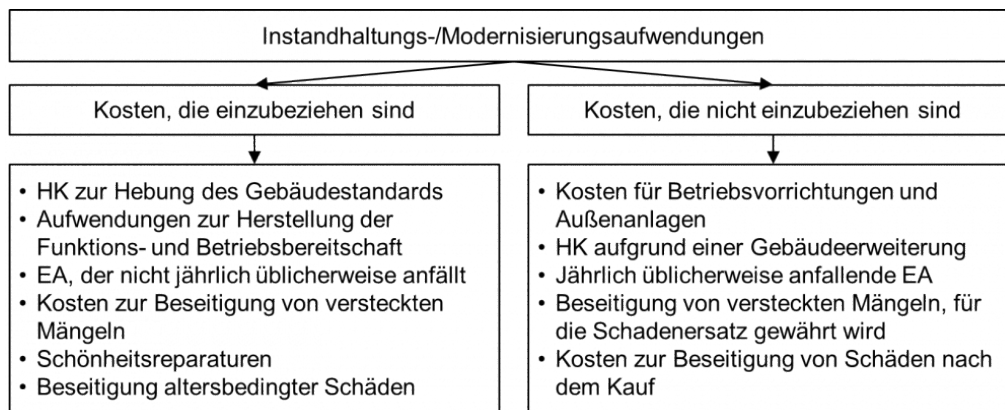 Instandhaltungs-/Modernisierungsaufwendungen
Kosten, die einzubeziehen sind
Kosten, die nicht einzubeziehen sind
• HK zur Hebung des Gebäudestandards
• Aufwendungen zur Herstellung der
Funktions- und Betriebsbereitschaft
• EA, der nicht jährlich üblicherweise anfällt
• Kosten zur Beseitigung von versteckten
Mängeln
• Schönheitsreparaturen
• Beseitigung altersbedingter Schäden
• Kosten für Betriebsvorrichtungen und
Außenanlagen
• HK aufgrund einer Gebäudeerweiterung
• Jährlich üblicherweise anfallende EA
• Beseitigung von versteckten Mängeln, für
die Schadenersatz gewährt wird
• Kosten zur Beseitigung von Schäden nach
dem Kauf